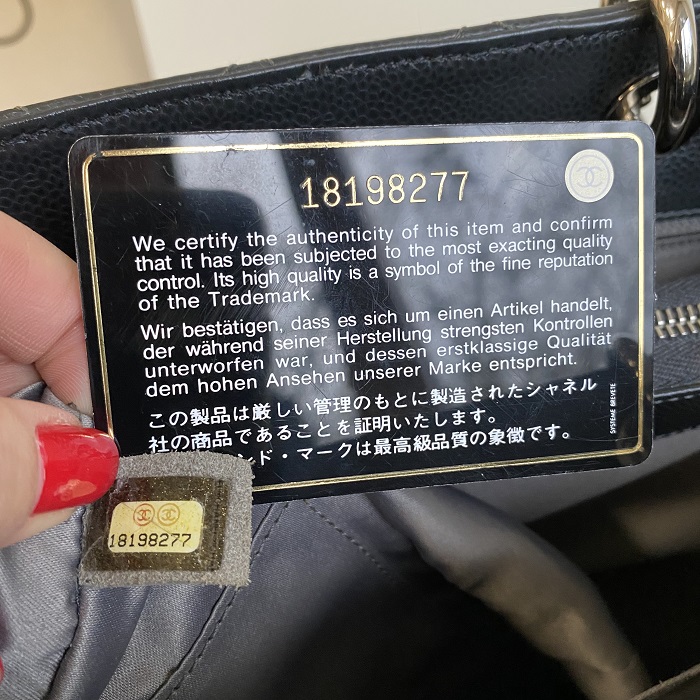 18198277
We certify the authenticity of this item and confirm
that it has been subjected to the most exacting quality
control. Its high quality is a symbol of the fine reputation
of the Trademark.
Wir bestätigen, dass es sich um einen Artikel handelt,
der während seiner Herstellung strengsten Kontrollen
unterworfen war, und dessen erstklassige Qualität
dem hohen Ansehen unserer Marke entspricht.
この製品は厳しい管理のもとに製造されたシャネル
社の商品であることを証明いたします。
ンド・マークは最高級品質の象徴です。
SYSTEME BREVETE
18198277